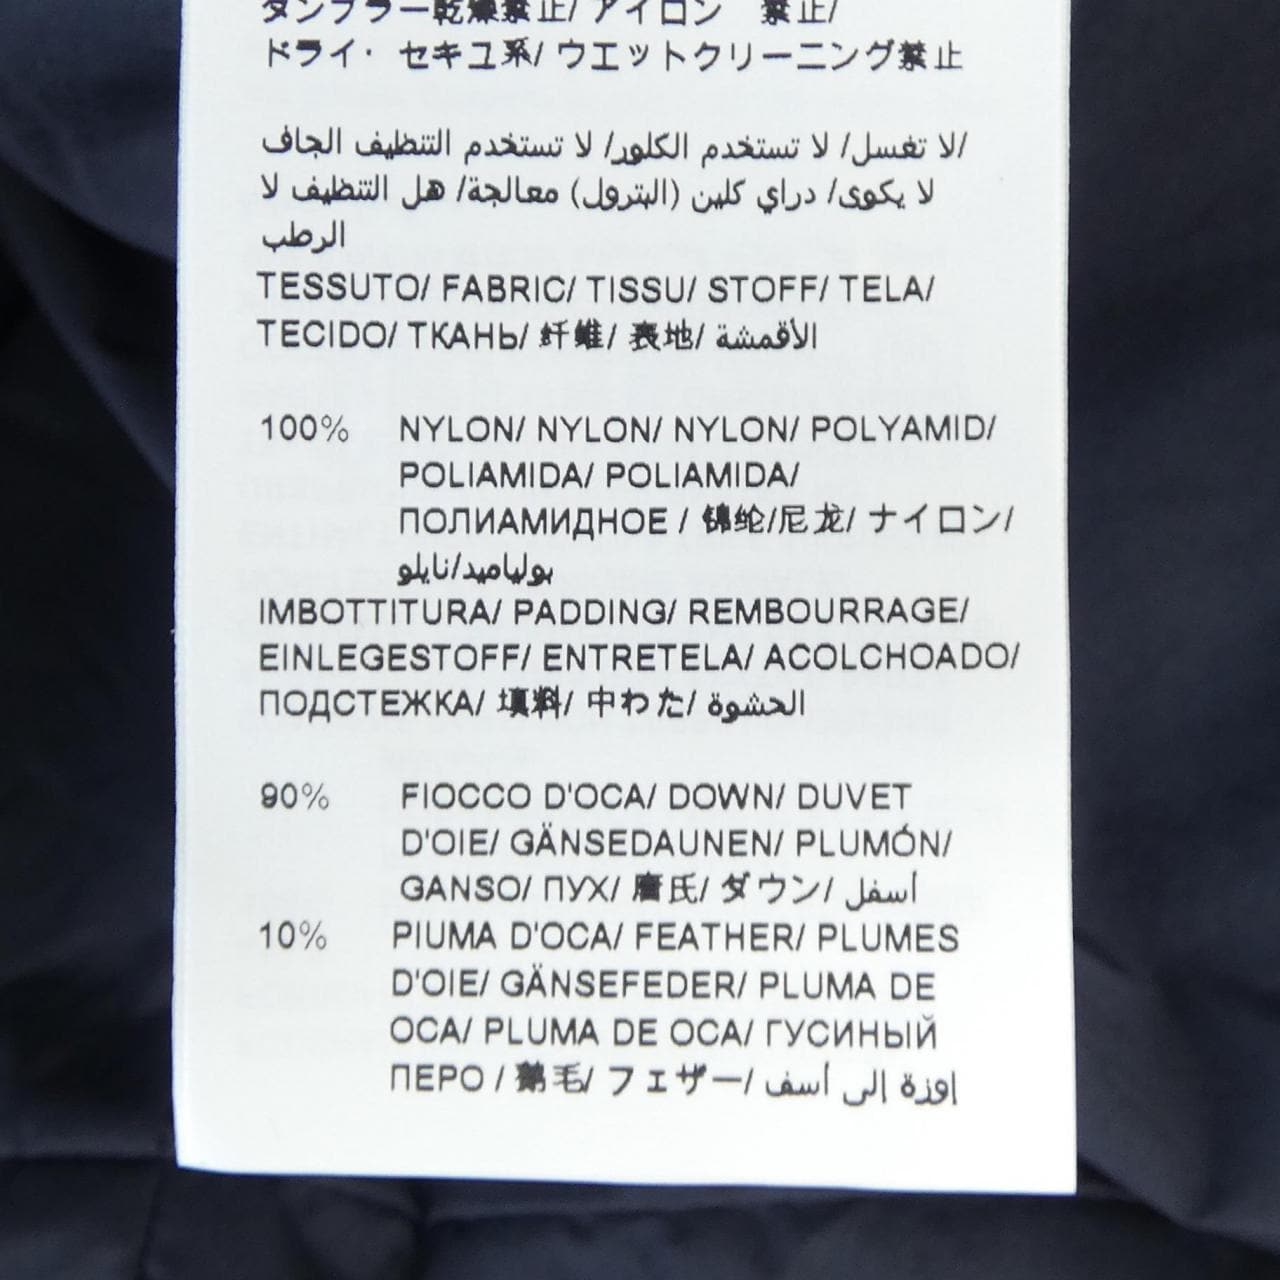 タンブラー乾燥禁止/ アイロン 禁止/
ドライ・ セキユ系/ ウエットクリーニング禁止
لا تغسل/ لا تستخدم الكلور/ لا تستخدم التنظيف الجاف/
لا يكوى/ دراي كلين (البترول) معالجة/ هل التنظيف لا
الرطب
TESSUTO/ FABRIC/ TISSU/ STOFF/ TELA/
TECIDO/ ТКАНЬ/ 纤维/ 表地/ الأقمشة
100% NYLON/ NYLON/ NYLON/ POLYAMID/
POLIAMIDA/ POLIAMIDA/
ПОЛИАМИДНОЕ / 锦纶/尼龙/ ナイロン/
بولياميد/نايلو
IMBOTTITURA/ PADDING/ REMBOURRAGE/
EINLEGESTOFF/ ENTRETELA/ ACOLCHOADO/
ПОДСТЕЖКА/ 填料/ 中わた/ الحشوة
90% FIOCCO D'OCA/ DOWN/ DUVET
D'OIE/ GÄNSEDAUNEN/ PLUMÓN/
GANSO/ ПУХ/ 唐氏/ ダウン/ أسفل
10% PIUMA D'OCA/ FEATHER/ PLUMES
D'OIE/ GÄNSEFEDER/ PLUMA DE
OCA/ PLUMA DE OCA/ ГУСИНЫЙ
ПЕРО / 鹅毛/ フェザー/ إوزة إلى أسف